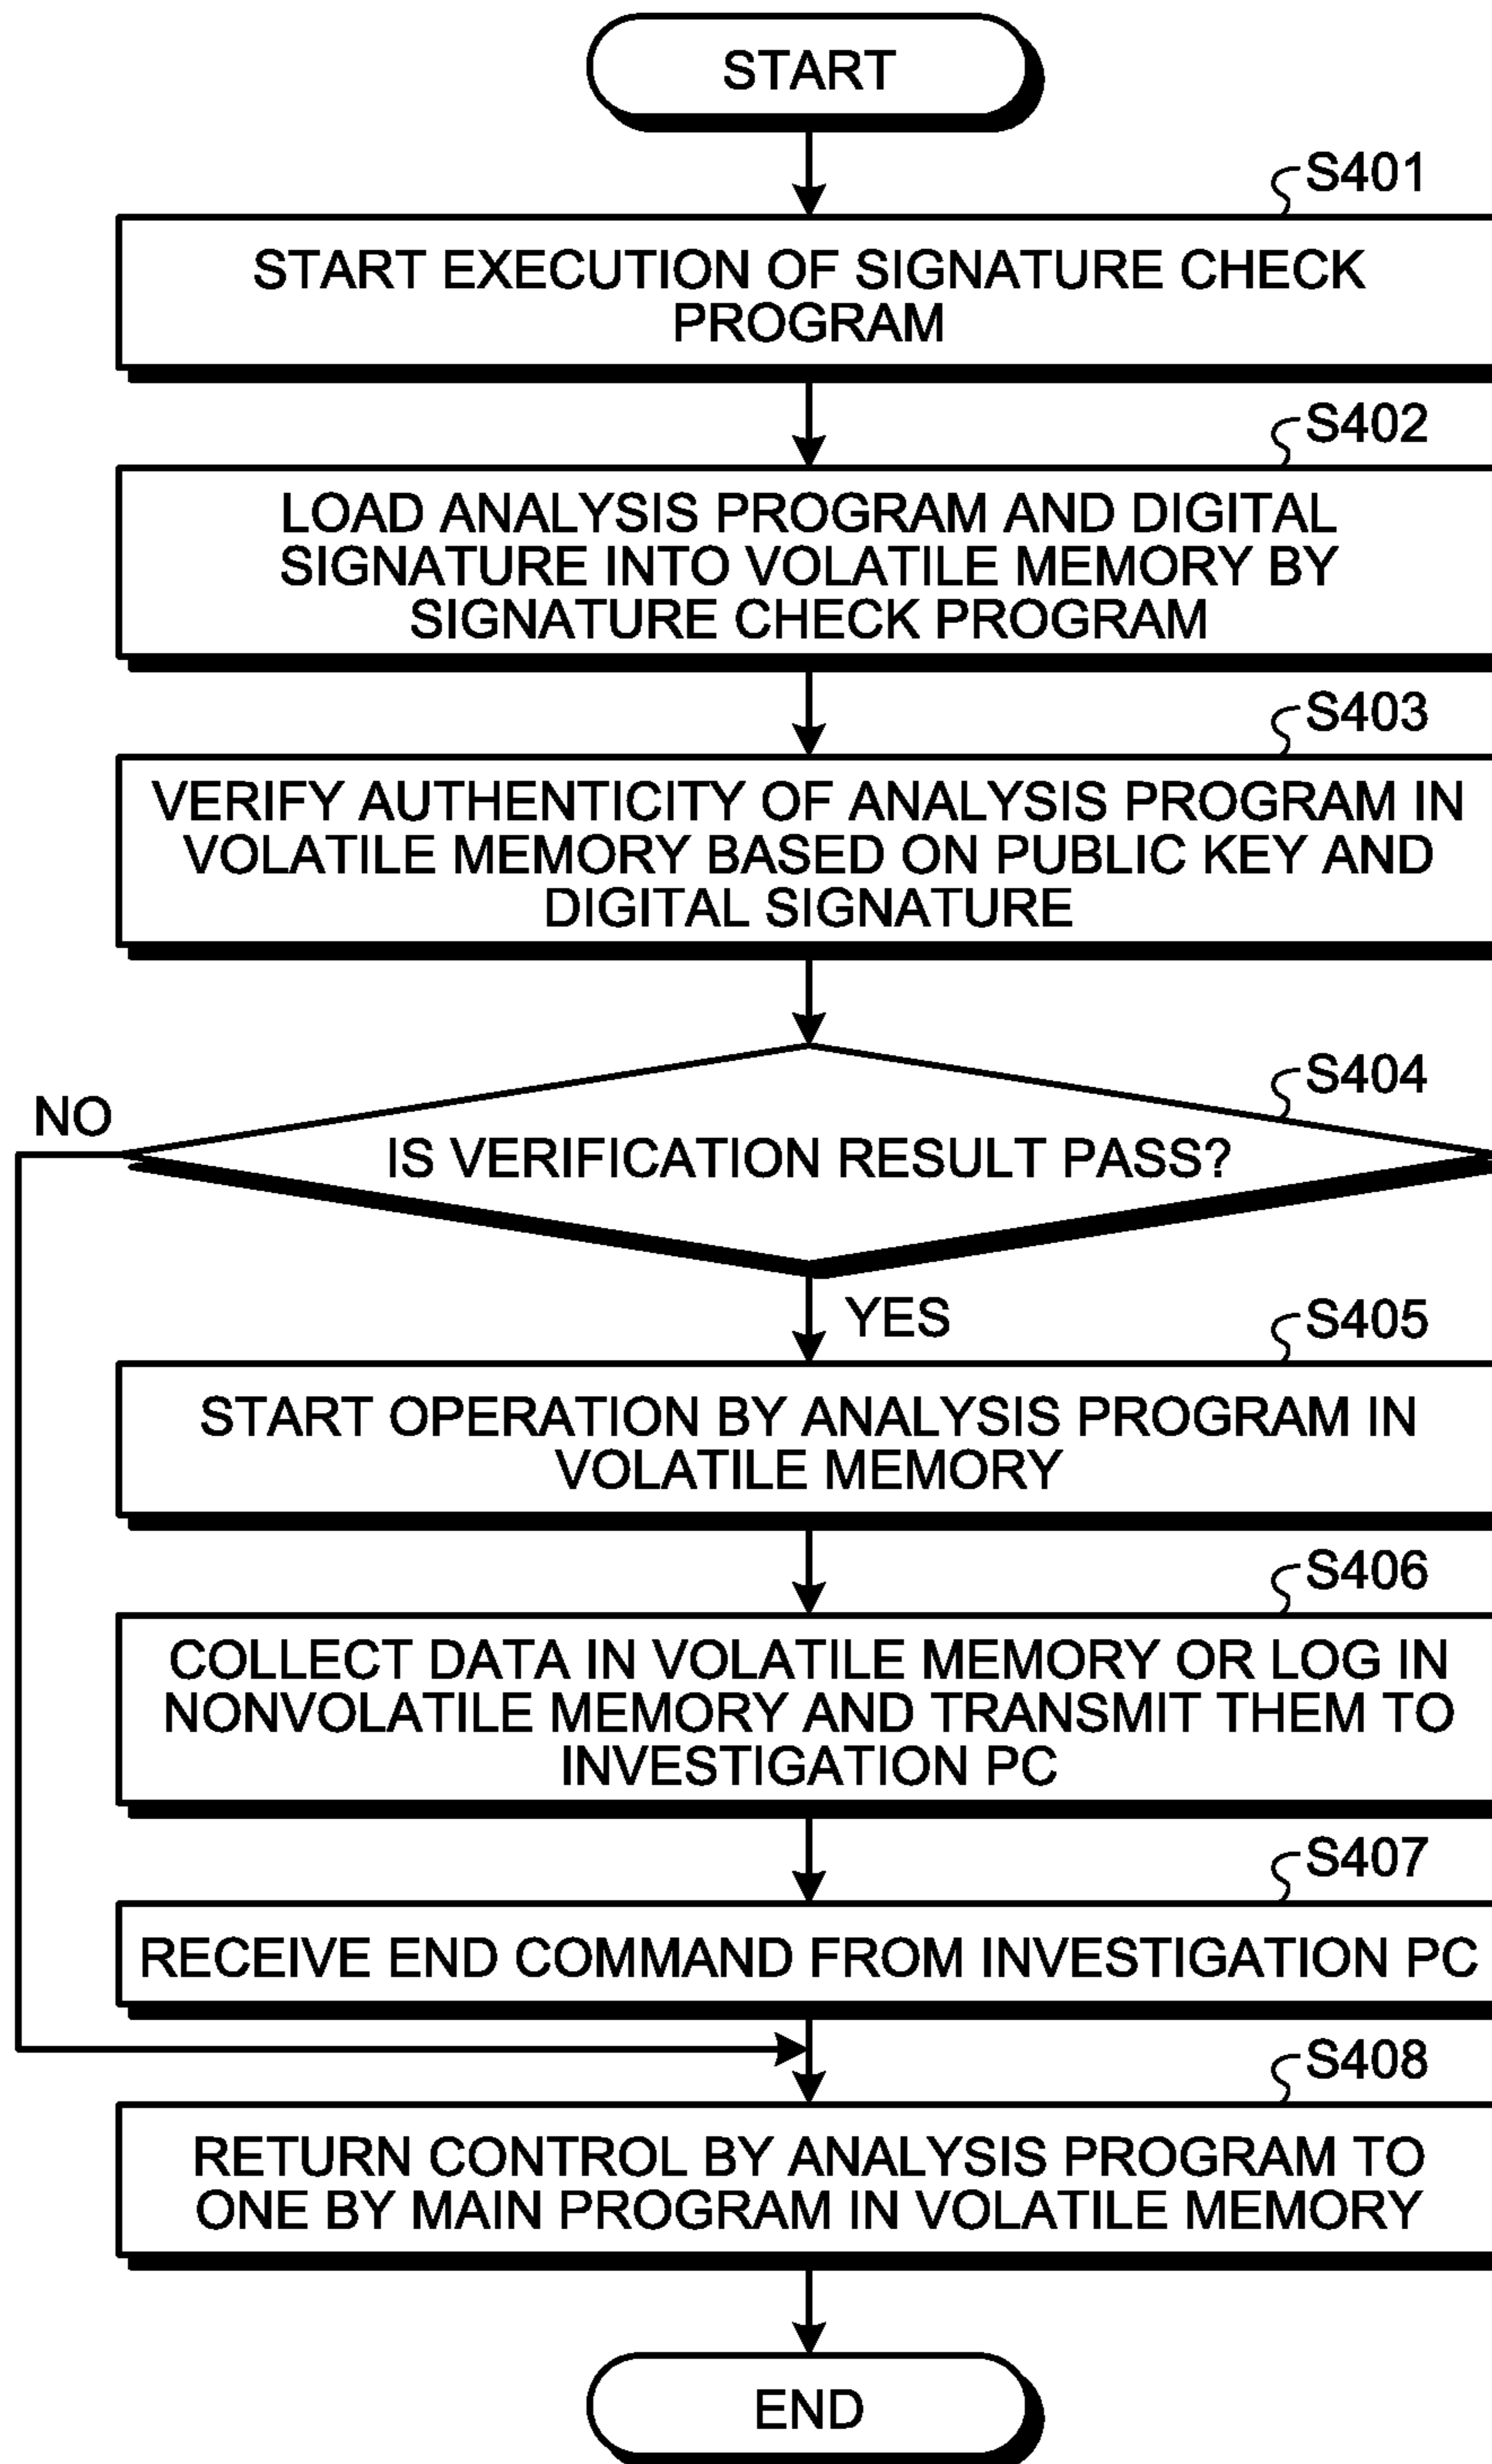 START
S401
START EXECUTION OF SIGNATURE CHECK
PROGRAM
S402
LOAD ANALYSIS PROGRAM AND DIGITAL
SIGNATURE INTO VOLATILE MEMORY BY
SIGNATURE CHECK PROGRAM
S403
VERIFY AUTHENTICITY OF ANALYSIS PROGRAM IN
VOLATILE MEMORY BASED ON PUBLIC KEY AND
DIGITAL SIGNATURE
S404
NO
IS VERIFICATION RESULT PASS?
YES
S405
START OPERATION BY ANALYSIS PROGRAM IN
VOLATILE MEMORY
S406
COLLECT DATA IN VOLATILE MEMORY OR LOG IN
NONVOLATILE MEMORY AND TRANSMIT THEM TO
INVESTIGATION PC
S407
RECEIVE END COMMAND FROM INVESTIGATION PC
S408
RETURN CONTROL BY ANALYSIS PROGRAM TO
ONE BY MAIN PROGRAM IN VOLATILE MEMORY
END